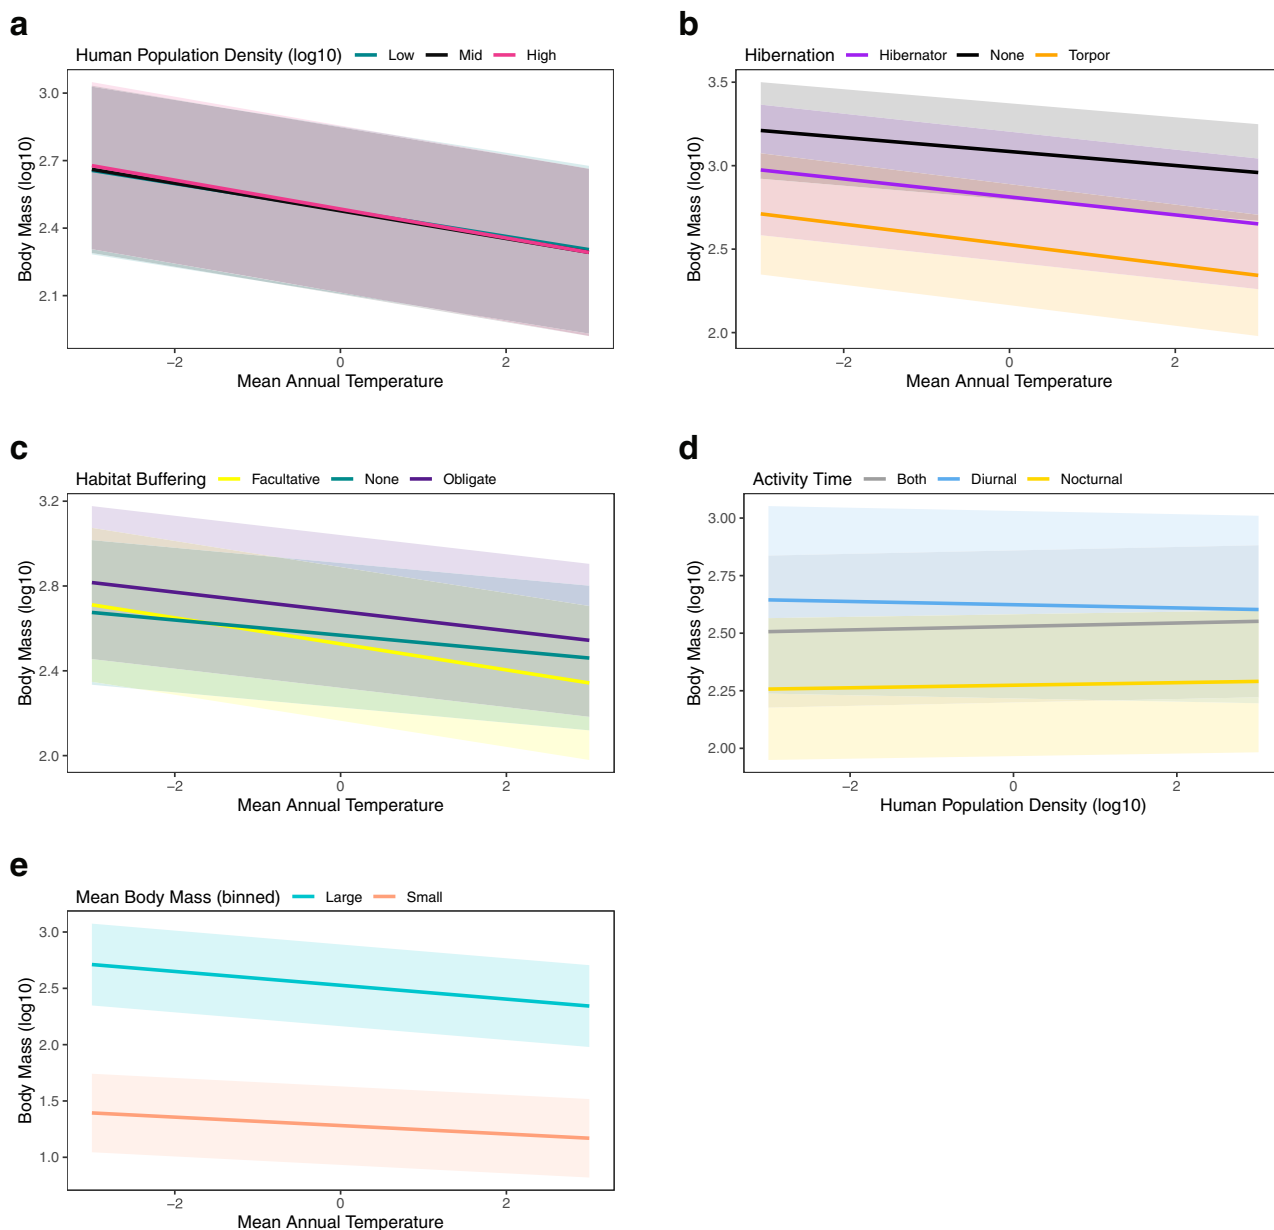 a
Human Population Density (log10) Low Mid High
3.0
2.7
2.4
2.1
Body Mass (log10)
−2 0 2
Mean Annual Temperature
b
Hibernation Hibernator None Torpor
3.5
3.0
2.5
2.0
Body Mass (log10)
−2 0 2
Mean Annual Temperature
c
Habitat Buffering Facultative None Obligate
3.2
2.8
2.4
2.0
Body Mass (log10)
−2 0 2
Mean Annual Temperature
d
Activity Time Both Diurnal Nocturnal
3.00
2.75
2.50
2.25
2.00
Body Mass (log10)
−2 0 2
Human Population Density (log10)
e
Mean Body Mass (binned) Large Small
3.0
2.5
2.0
1.5
1.0
Body Mass (log10)
−2 0 2
Mean Annual Temperature